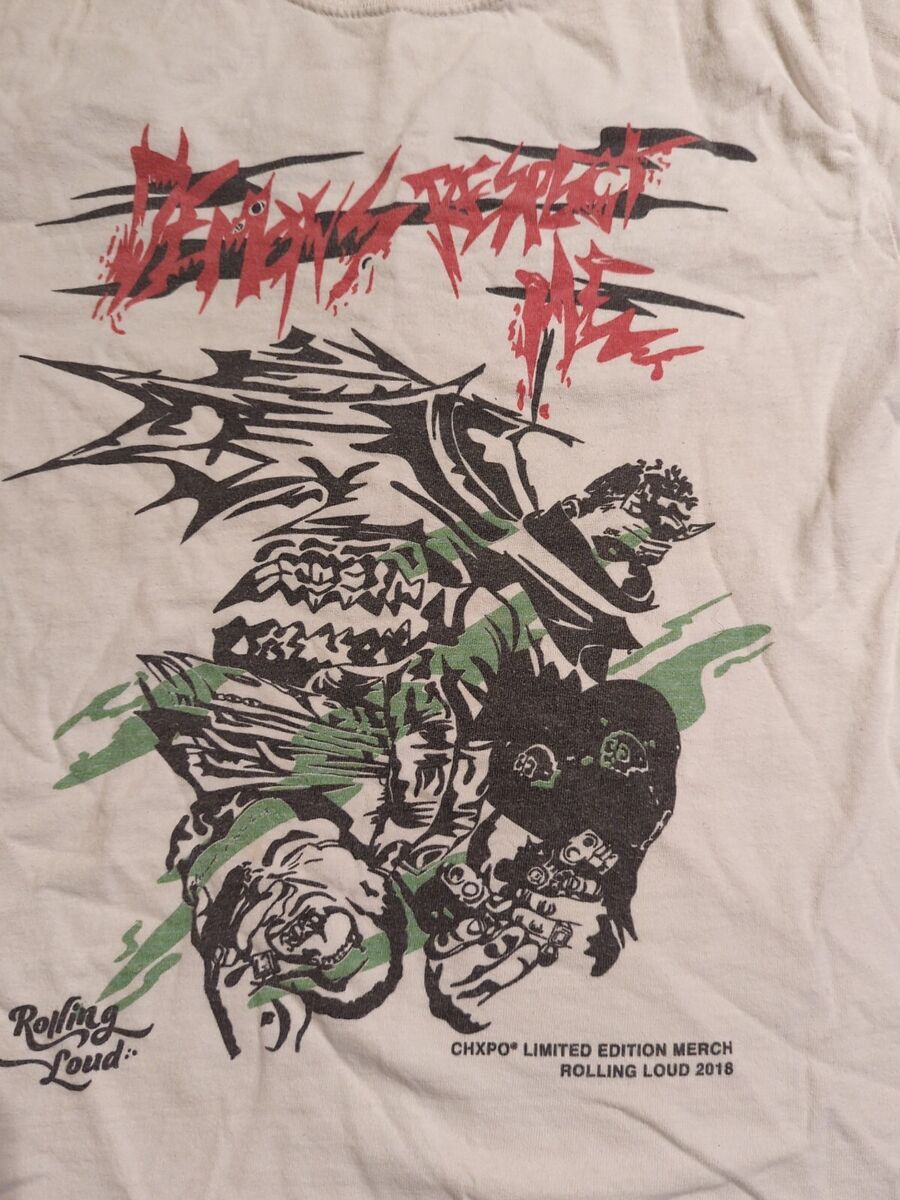 DEMONS RESPECT
ME
Rolling
Loud
CHXPO® LIMITED EDITION MERCH
ROLLING LOUD 2018